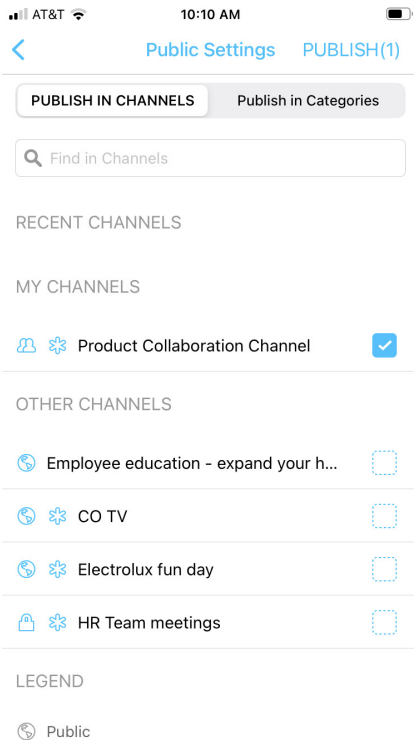 AT&T 10:10 AM
Public Settings PUBLISH(1)
PUBLISH IN CHANNELS Publish in Categories
Find in Channels
RECENT CHANNELS
MY CHANNELS
Product Collaboration Channel
OTHER CHANNELS
Employee education - expand your h...
CO TV
Electrolux fun day
HR Team meetings
LEGEND
Public